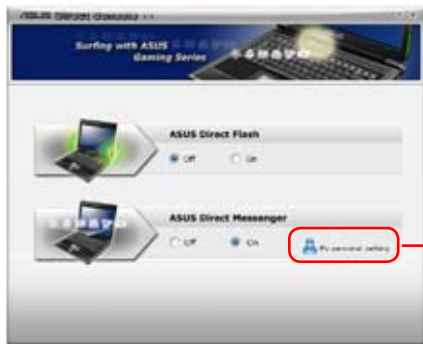 ASUS Direct Console
Surfing with ASUS
Gaming Series
ASUS Direct Flash
Off On
ASUS Direct Messenger
Off On My personal setting